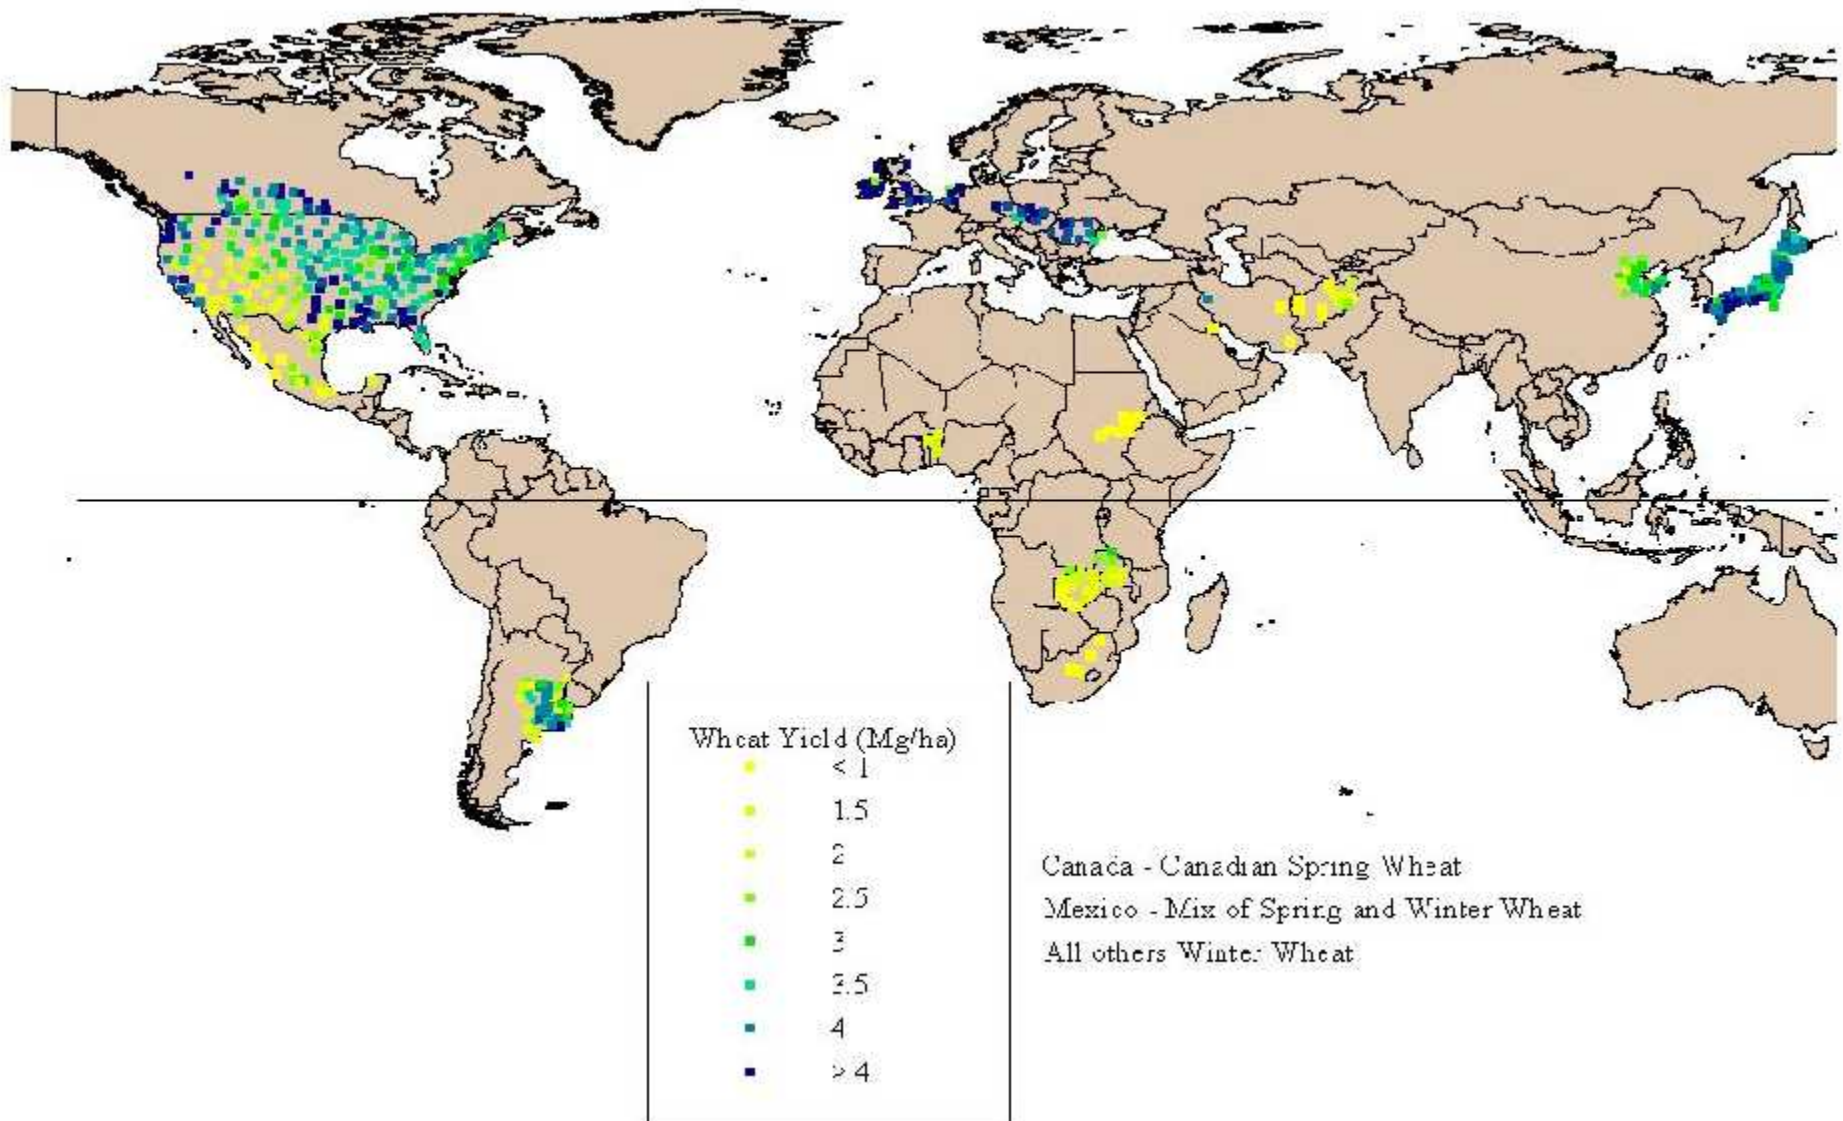 Wheat Yield (Mg/ha)
< 1
1.5
2
2.5
3
3.5
4
> 4
Canada - Canadian Spring Wheat
Mexico - Mix of Spring and Winter Wheat
All others Winter Wheat